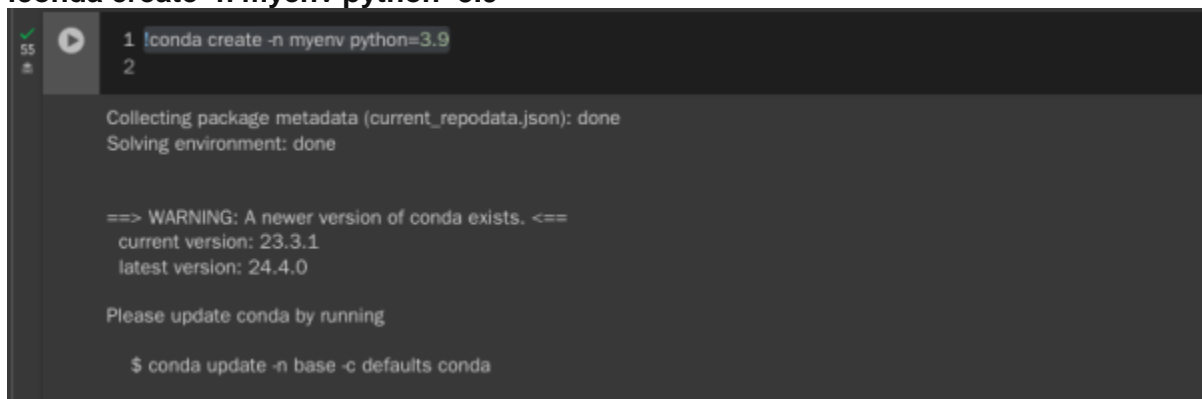 55
1 !conda create -n myenv python=3.9
2
Collecting package metadata (current_repodata.json): done
Solving environment: done
==> WARNING: A newer version of conda exists. <==
current version: 23.3.1
latest version: 24.4.0
Please update conda by running
$ conda update -n base -c defaults conda